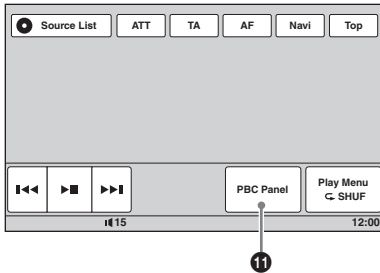 Source List ATT TA AF Navi Top
PBC Panel Play Menu
SHUF
15 12:00
11